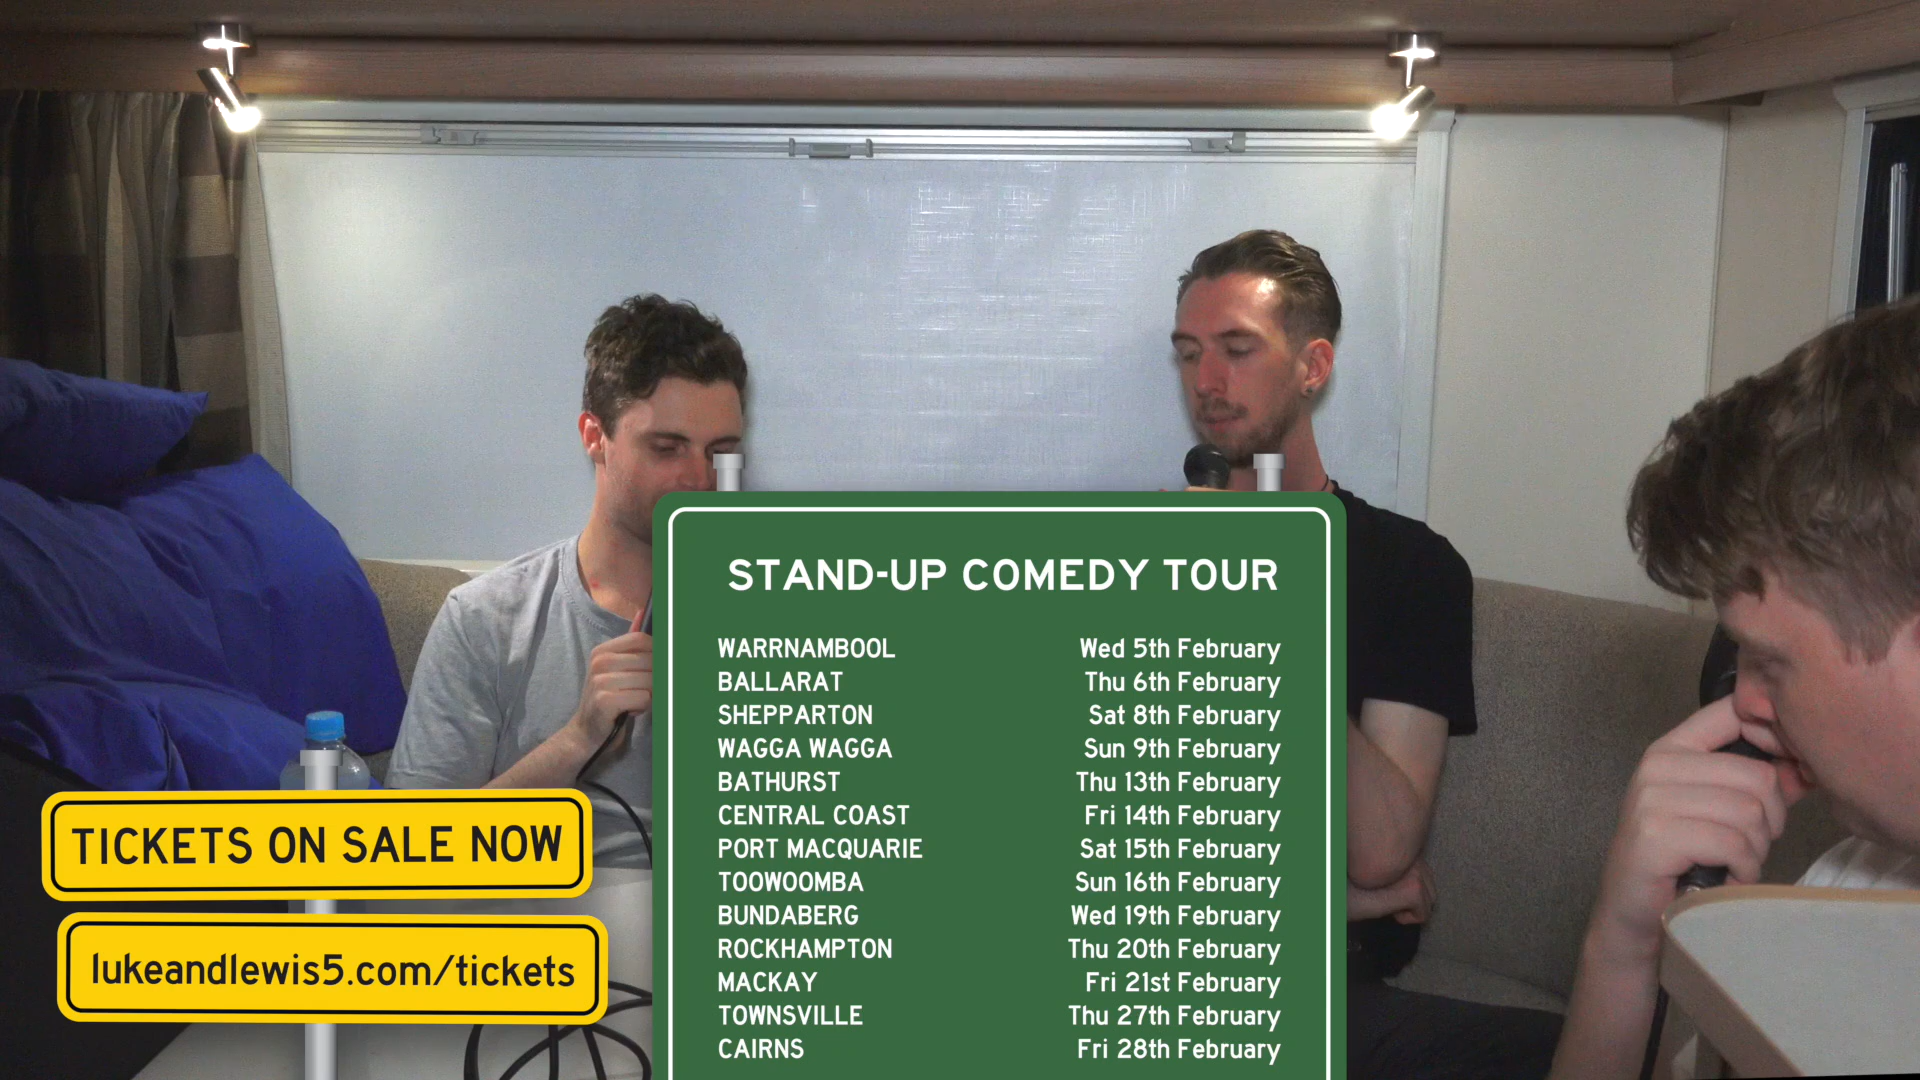 STAND-UP COMEDY TOUR
WARRNAMBOOL Wed 5th February
BALLARAT Thu 6th February
SHEPPARTON Sat 8th February
WAGGA WAGGA Sun 9th February
BATHURST Thu 13th February
CENTRAL COAST Fri 14th February
PORT MACQUARIE Sat 15th February
TOOWOOMBA Sun 16th February
BUNDABERG Wed 19th February
ROCKHAMPTON Thu 20th February
MACKAY Fri 21st February
TOWNSVILLE Thu 27th February
CAIRNS Fri 28th February
TICKETS ON SALE NOW
lukeandlewis5.com/tickets